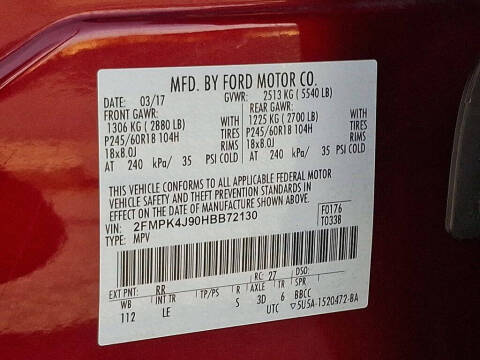 MFD. BY FORD MOTOR CO.
DATE: 03/17 GVWR: 2513 KG ( 5540 LB)
FRONT GAWR: REAR GAWR:
1306 KG ( 2880 LB) WITH 1225 KG ( 2700 LB) WITH
P245/60R18 104H TIRES P245/60R18 104H TIRES
18x8.0J RIMS 18x8.0J RIMS
AT 240 kPa/ 35 PSI COLD AT 240 kPa/ 35 PSI COLD
THIS VEHICLE CONFORMS TO ALL APPLICABLE FEDERAL MOTOR
VEHICLE SAFETY AND THEFT PREVENTION STANDARDS IN
EFFECT ON THE DATE OF MANUFACTURE SHOWN ABOVE.
VIN: 2FMPK4J90HBB72130 F0176
TYPE: MPV T033B
EXT PNT: RR RC: 27 DSO:
WB INT TR TP/PS R AXLE TR SPR
112 LE S 3D 6 BBCC
UTC 5U5A-1520472-BA